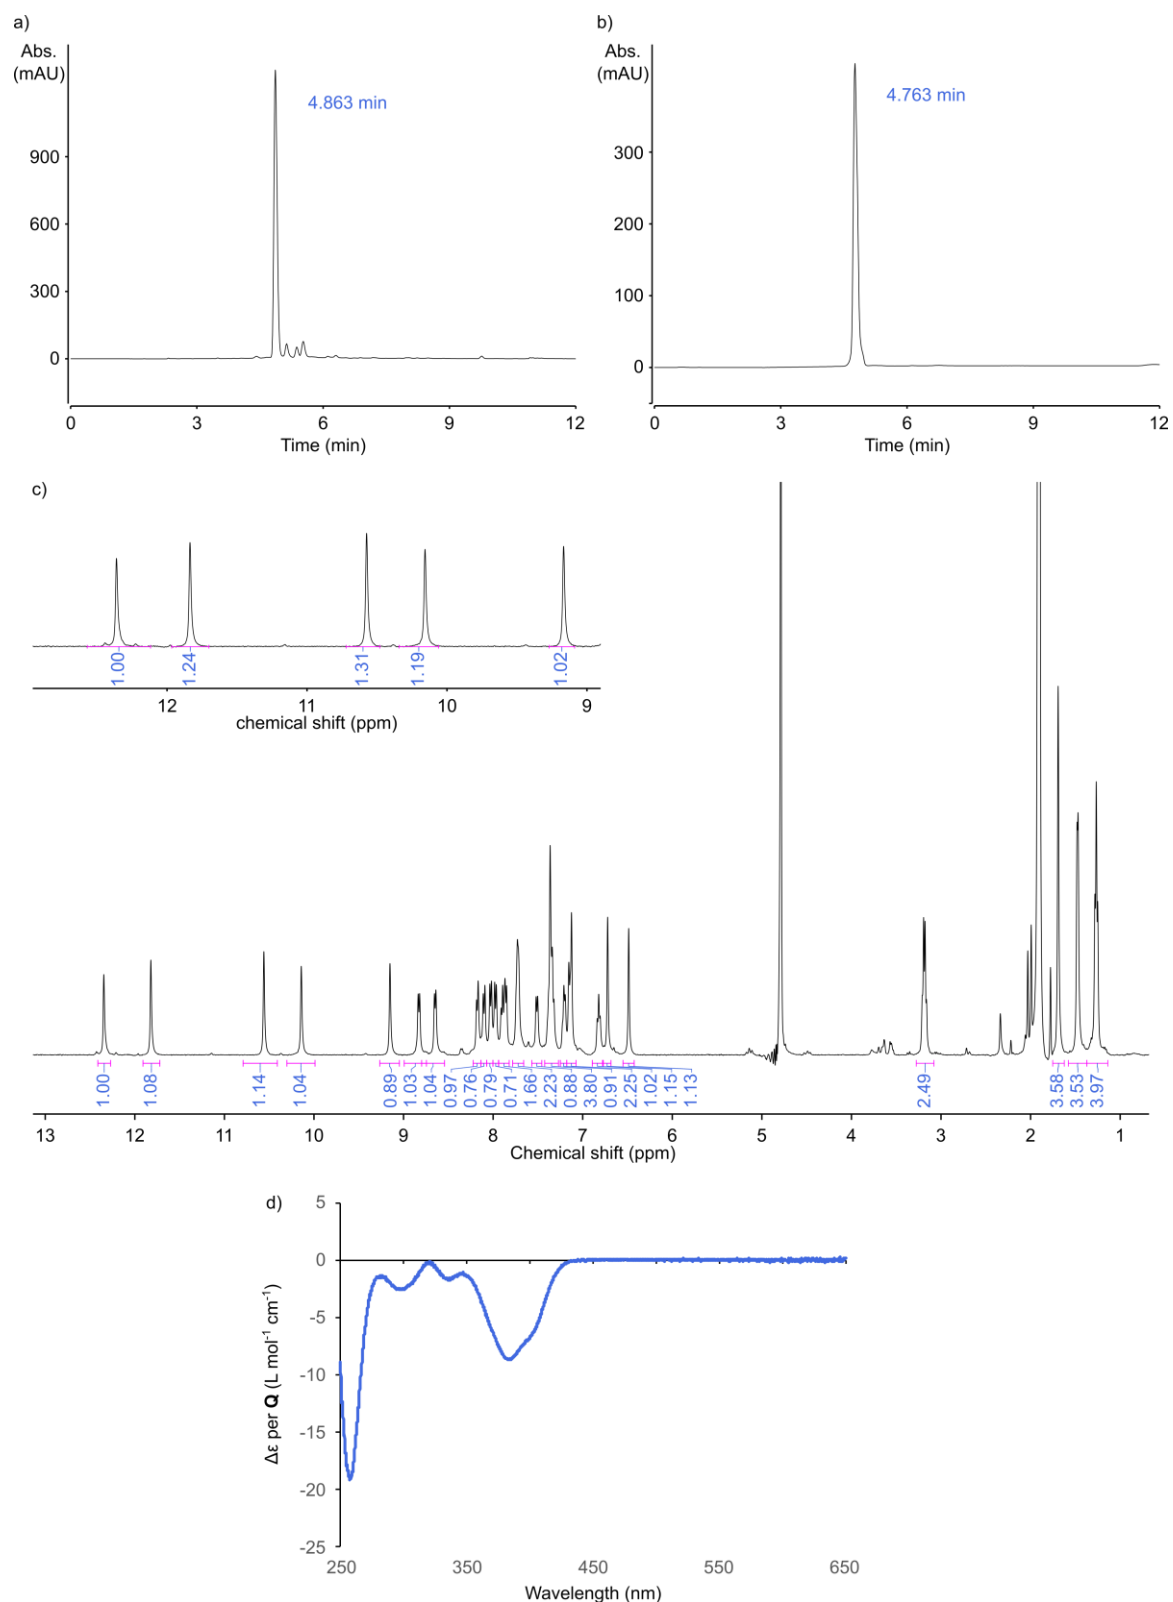 a)
Abs.
(mAU)
4.863 min
900
600
300
0
0 3 6 9 12
Time (min)
b)
Abs.
(mAU)
4.763 min
300
200
100
0
0 3 6 9 12
Time (min)
c)
1.00 1.24 1.31 1.19 1.02
12 11 10 9
chemical shift (ppm)
1.00 1.08 1.14 1.04 0.89 1.03 1.04 0.97 0.76 0.79 0.71 1.66 2.23 0.88 3.80 0.91 2.25 1.02 1.15 1.13 2.49 3.58 3.53 3.97
13 12 11 10 9 8 7 6 5 4 3 2 1
Chemical shift (ppm)
d)
5
0
-5
-10
-15
-20
-25
Δε per Q (L mol⁻¹ cm⁻¹)
250 350 450 550 650
Wavelength (nm)